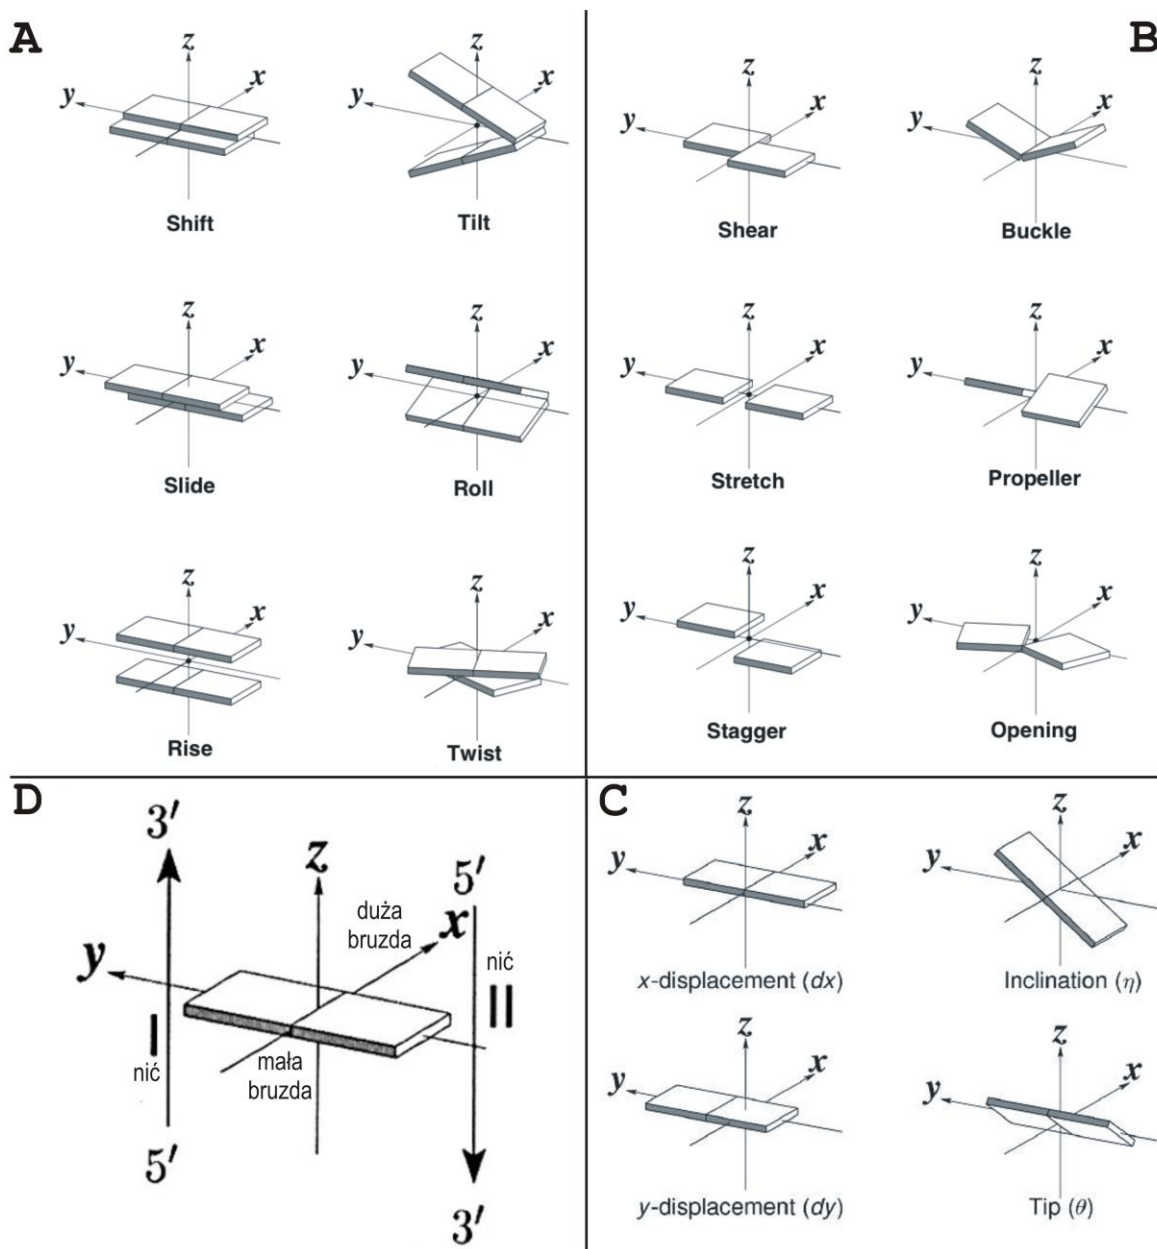 A
z
x
y
Shift
z
x
y
Tilt
z
x
y
Slide
z
x
y
Roll
z
x
y
Rise
z
x
y
Twist
B
z
x
y
Shear
z
x
y
Buckle
z
x
y
Stretch
z
x
y
Propeller
z
x
y
Stagger
z
x
y
Opening
D
3'
z
5'
duża
bruzda
x
y
nić
II
I
nić
mała
bruzda
5'
3'
C
z
x
y
x-displacement (dx)
z
x
y
Inclination (η)
z
x
y
y-displacement (dy)
z
x
y
Tip (θ)